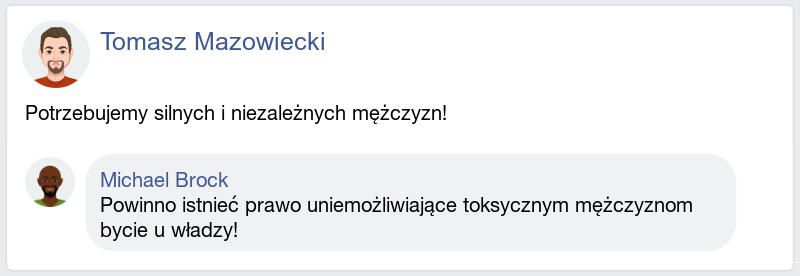 Tomasz Mazowiecki
Potrzebujemy silnych i niezależnych mężczyzn!
Michael Brock
Powinno istnieć prawo uniemożliwiające toksycznym mężczyznom
bycie u władzy!